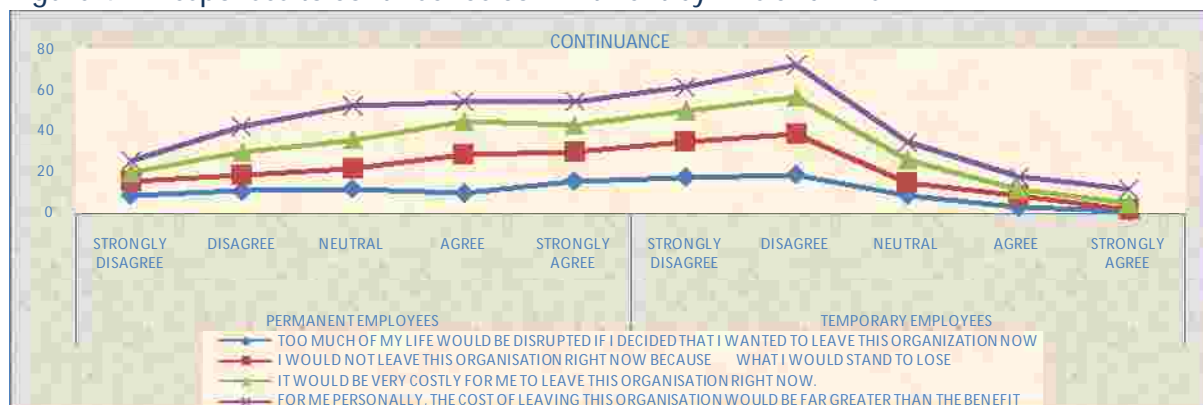 CONTINUANCE
80
60
40
20
0
STRONGLY DISAGREE
DISAGREE
NEUTRAL
AGREE
STRONGLY AGREE
STRONGLY DISAGREE
DISAGREE
NEUTRAL
AGREE
STRONGLY AGREE
PERMANENT EMPLOYEES
TEMPORARY EMPLOYEES
TOO MUCH OF MY LIFE WOULD BE DISRUPTED IF I DECIDED THAT I WANTED TO LEAVE THIS ORGANIZATION NOW
I WOULD NOT LEAVE THIS ORGANISATION RIGHT NOW BECAUSE WHAT I WOULD STAND TO LOSE
IT WOULD BE VERY COSTLY FOR ME TO LEAVE THIS ORGANISATION RIGHT NOW.
FOR ME PERSONALLY, THE COST OF LEAVING THIS ORGANISATION WOULD BE FAR GREATER THAN THE BENEFIT